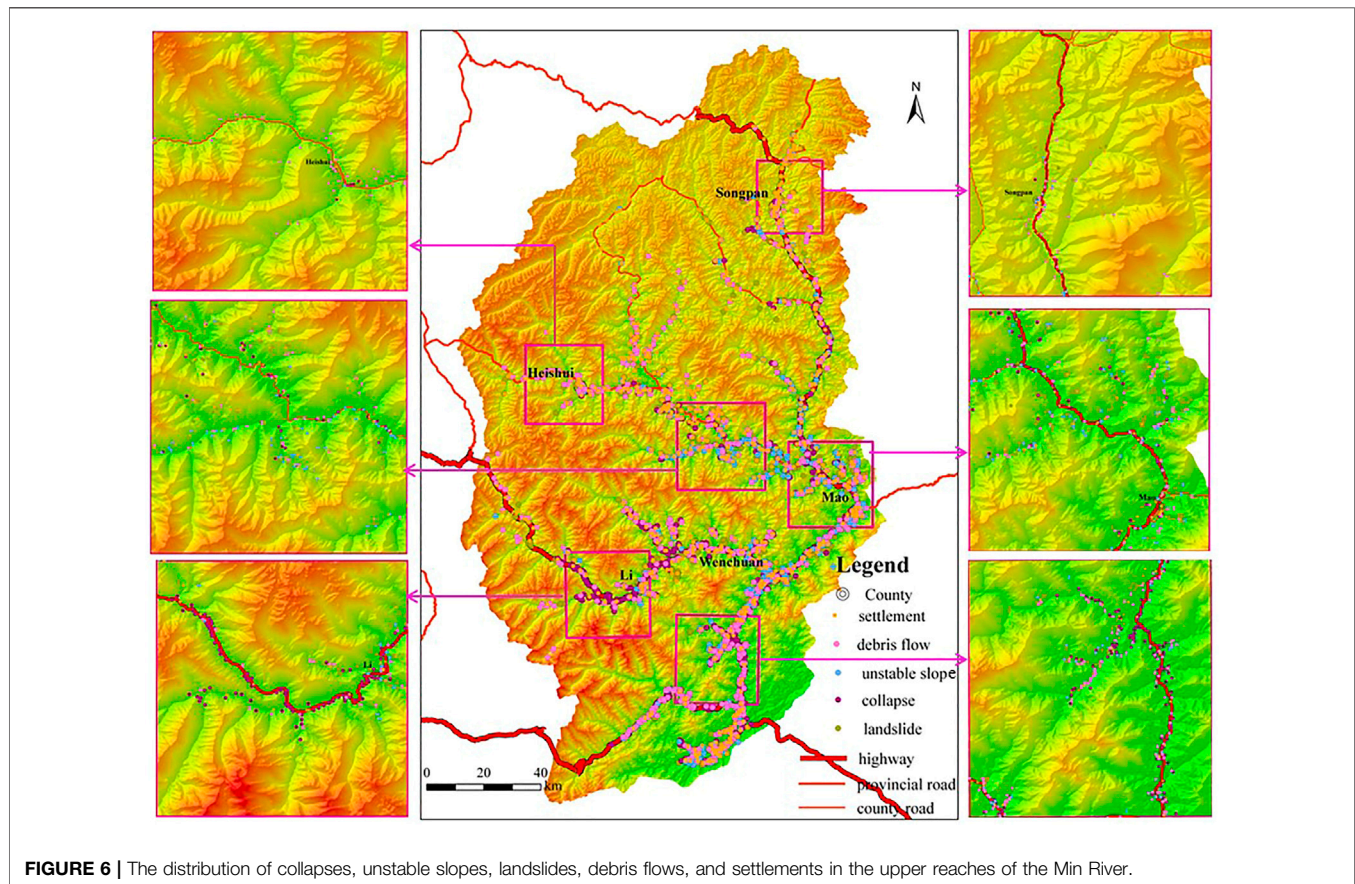 Heishui
Songpan
N
Songpan
Heishui
Mao
Mao
Wenchuan
Li
Li
Legend
County
settlement
debris flow
unstable slope
collapse
landslide
highway
provincial road
county road
0 20 40
km
FIGURE 6 | The distribution of collapses, unstable slopes, landslides, debris flows, and settlements in the upper reaches of the Min River.